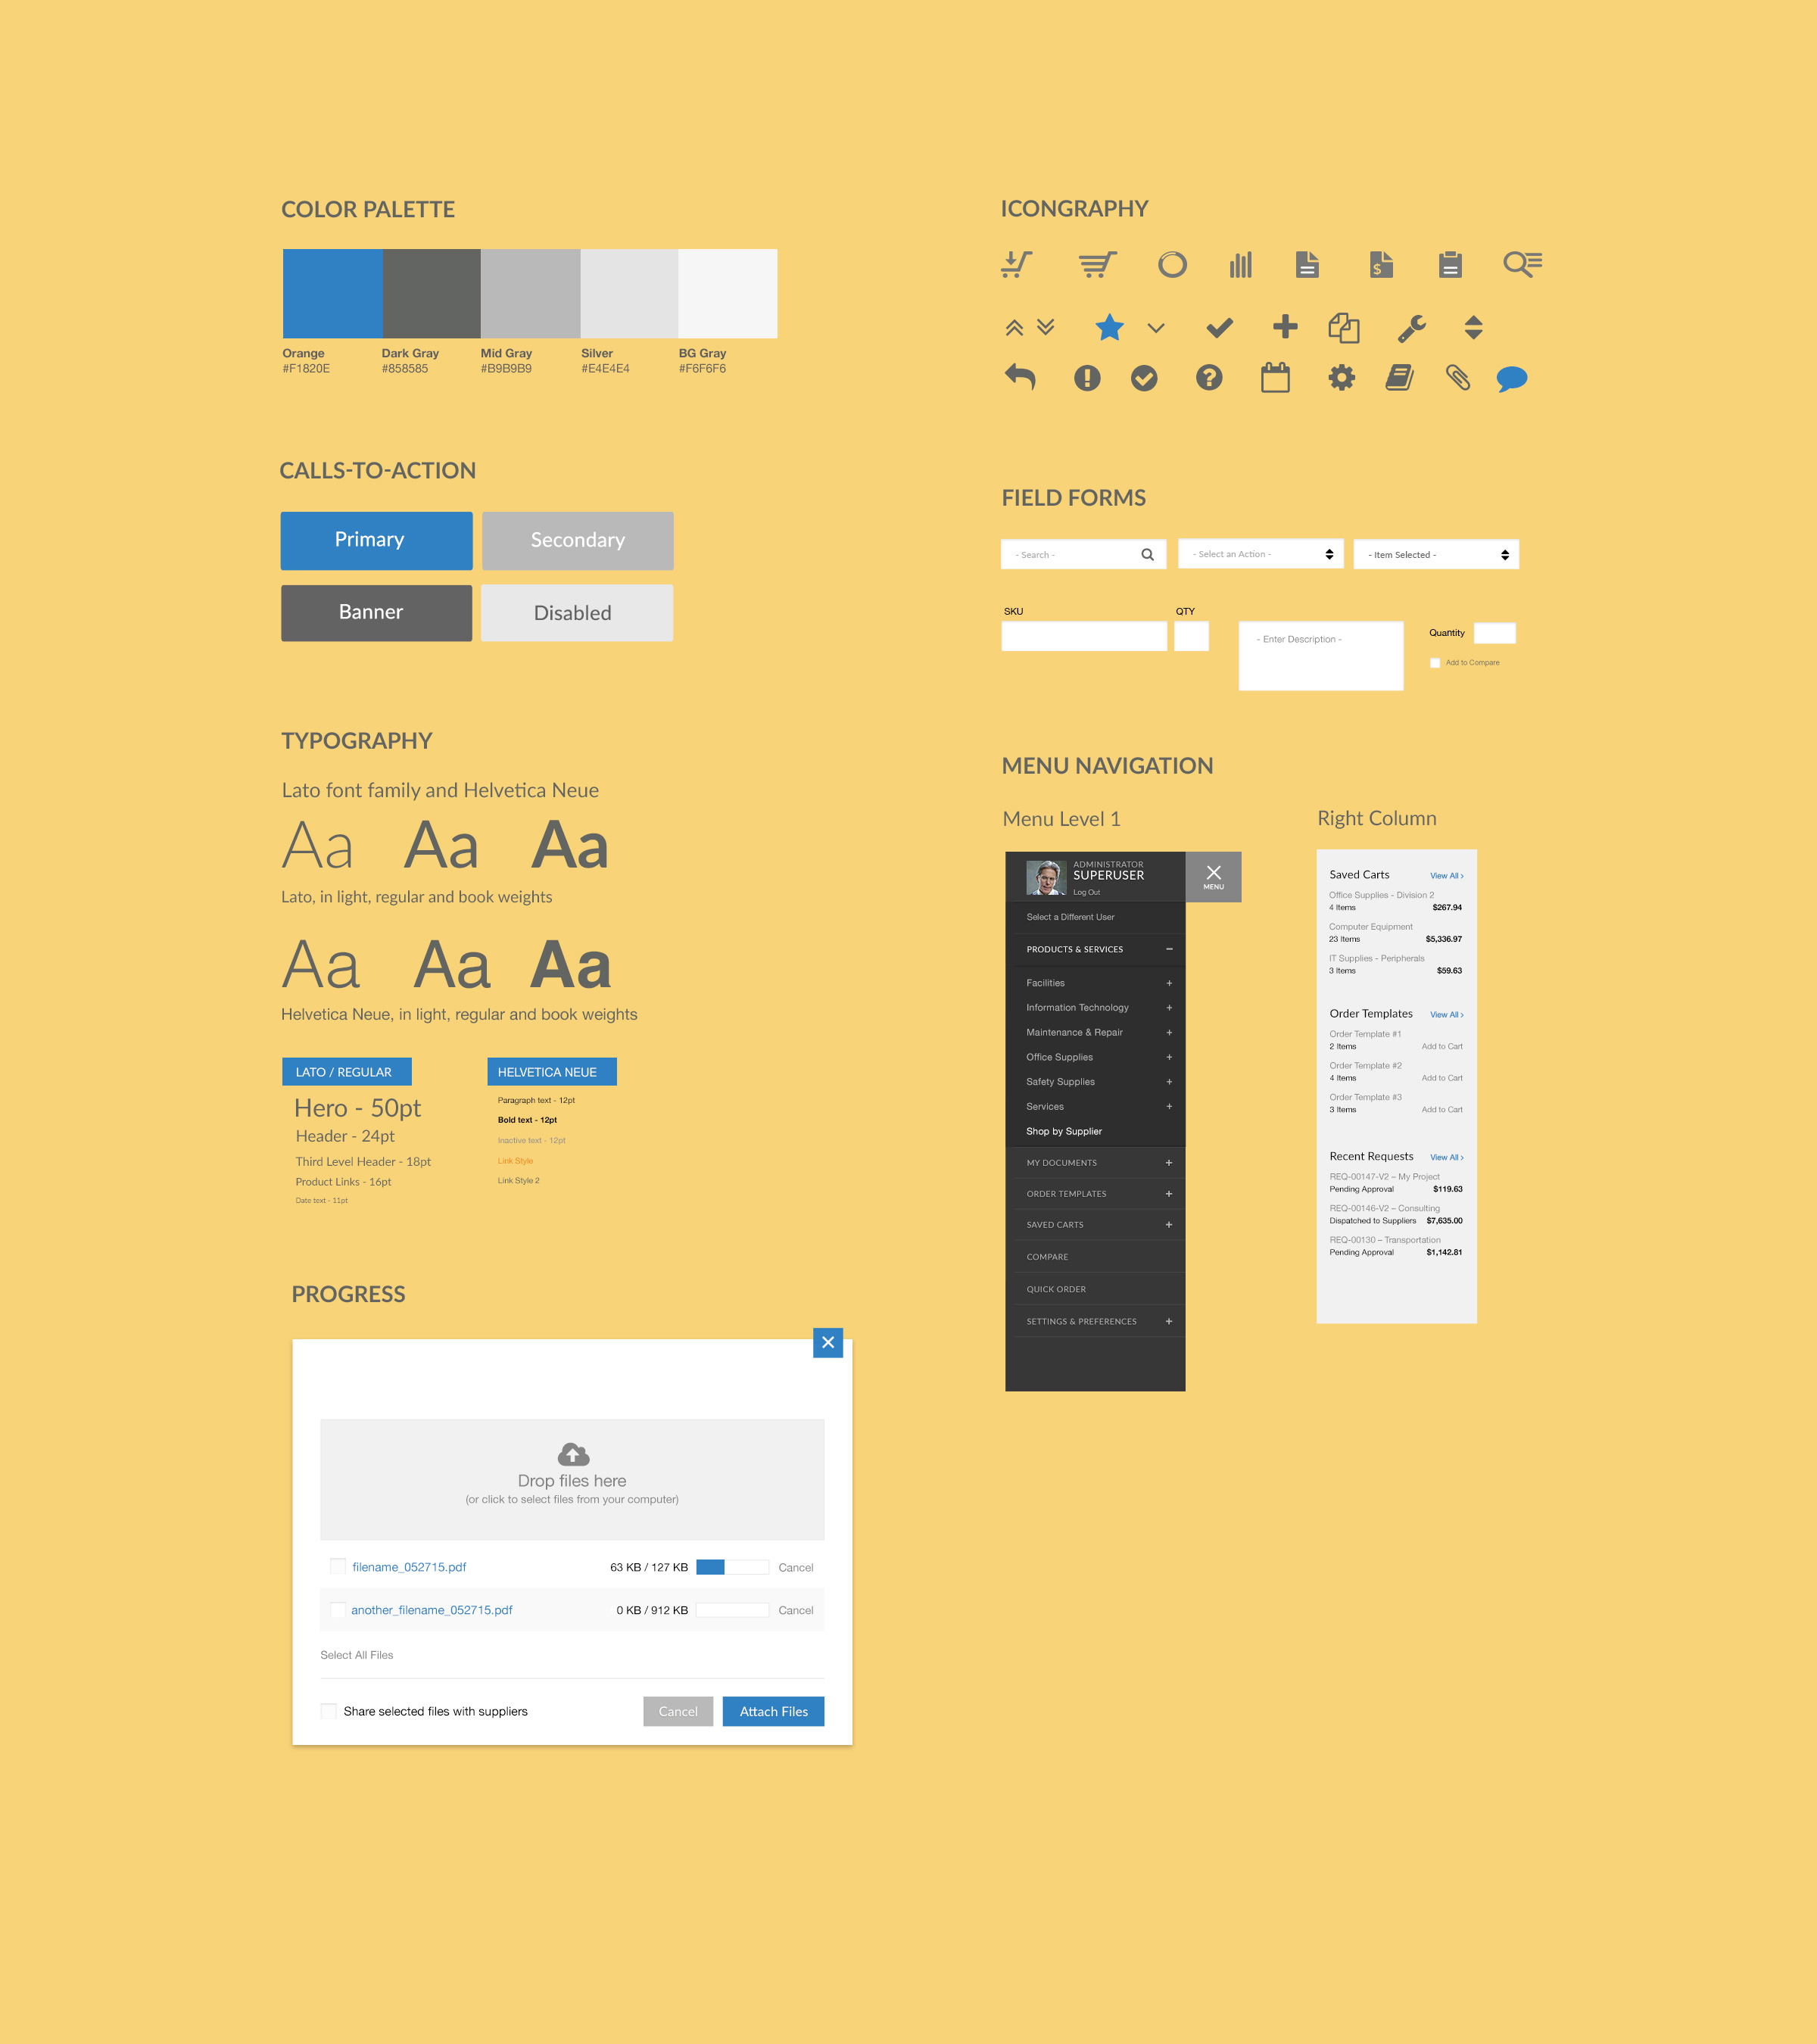 COLOR PALETTE
Orange
#F1820E
Dark Gray
#858585
Mid Gray
#B9B9B9
Silver
#E4E4E4
BG Gray
#F6F6F6
CALLS-TO-ACTION
Primary
Secondary
Banner
Disabled
TYPOGRAPHY
Lato font family and Helvetica Neue
Aa Aa Aa
Lato, in light, regular and book weights
Aa Aa Aa
Helvetica Neue, in light, regular and book weights
LATO / REGULAR
Hero - 50pt
Header - 24pt
Third Level Header - 18pt
Product Links - 16pt
Date text - 11pt
HELVETICA NEUE
Paragraph text - 12pt
Bold text - 12pt
Inactive text - 12pt
Link Style
Link Style 2
PROGRESS
Drop files here
(or click to select files from your computer)
filename_052715.pdf 63 KB / 127 KB Cancel
another_filename_052715.pdf 0 KB / 912 KB Cancel
Select All Files
Share selected files with suppliers
Cancel
Attach Files
ICONGRAPHY
$
FIELD FORMS
- Search -
- Select an Action -
- Item Selected -
SKU
QTY
- Enter Description -
Quantity
Add to Compare
MENU NAVIGATION
Menu Level 1
ADMINISTRATOR
SUPERUSER
Log Out
MENU
Select a Different User
PRODUCTS & SERVICES
Facilities
Information Technology
Maintenance & Repair
Office Supplies
Safety Supplies
Services
Shop by Supplier
MY DOCUMENTS
ORDER TEMPLATES
SAVED CARTS
COMPARE
QUICK ORDER
SETTINGS & PREFERENCES
Right Column
Saved Carts View All >
Office Supplies - Division 2
4 Items $267.94
Computer Equipment
23 Items $5,336.97
IT Supplies - Peripherals
3 Items $59.63
Order Templates View All >
Order Template #1
2 Items Add to Cart
Order Template #2
4 Items Add to Cart
Order Template #3
3 Items Add to Cart
Recent Requests View All >
REQ-00147-V2 – My Project
Pending Approval $119.63
REQ-00146-V2 – Consulting
Dispatched to Suppliers $7,635.00
REQ-00130 – Transportation
Pending Approval $1,142.81